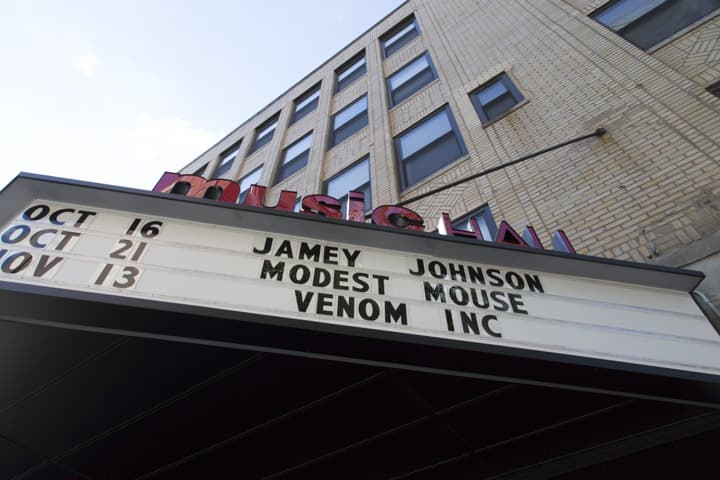 music HALL
OCT 16 JAMEY JOHNSON
OCT 21 MODEST MOUSE
NOV 13 VENOM INC